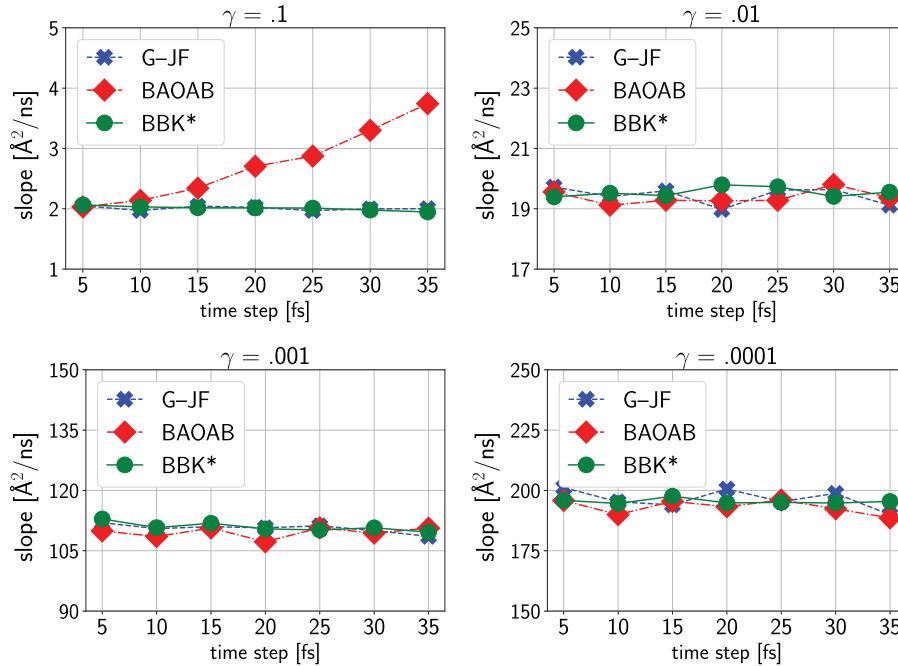 γ = .1
slope [Å²/ns]
5
4
3
2
1
G–JF
BAOAB
BBK*
5 10 15 20 25 30 35
time step [fs]
γ = .01
slope [Å²/ns]
25
23
21
19
17
G–JF
BAOAB
BBK*
5 10 15 20 25 30 35
time step [fs]
γ = .001
slope [Å²/ns]
150
135
120
105
90
G–JF
BAOAB
BBK*
5 10 15 20 25 30 35
time step [fs]
γ = .0001
slope [Å²/ns]
250
225
200
175
150
G–JF
BAOAB
BBK*
5 10 15 20 25 30 35
time step [fs]